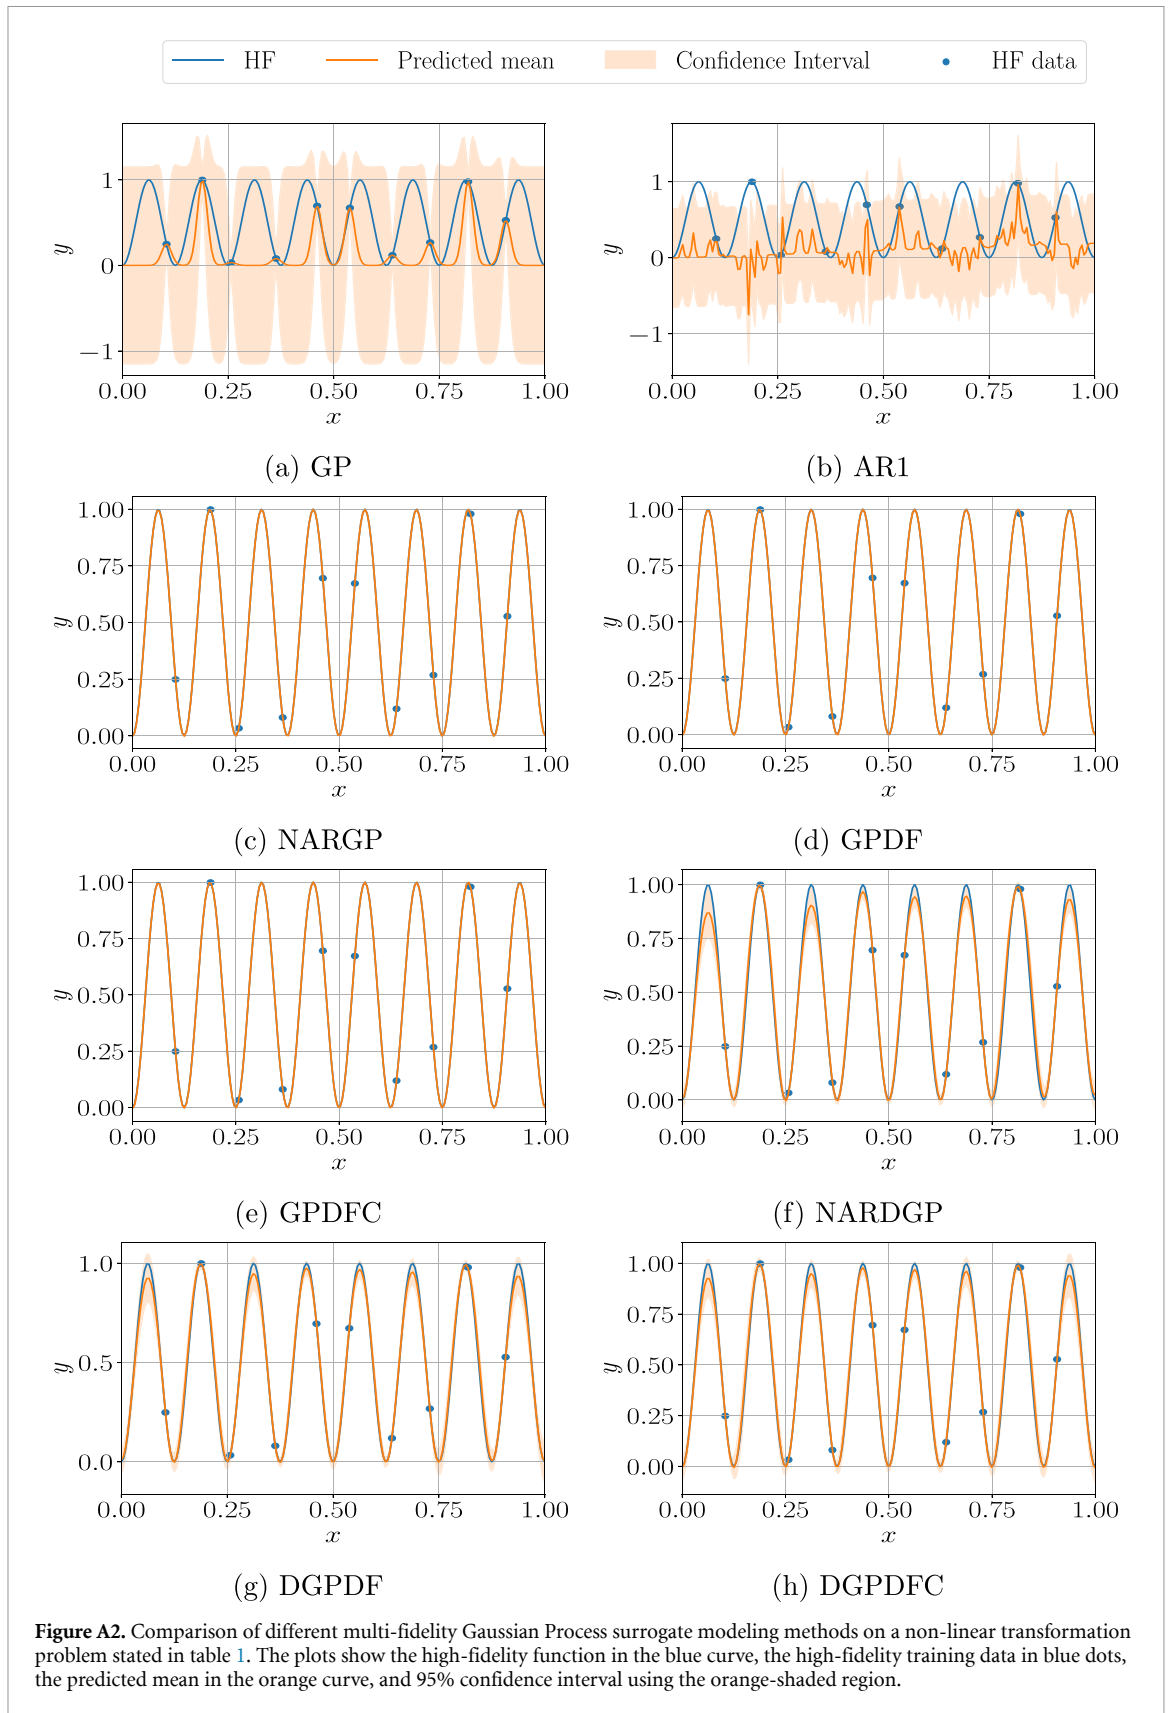 HF Predicted mean Confidence Interval HF data
1
0
−1
y
0.00 0.25 0.50 0.75 1.00
x
(a) GP
1
0
−1
y
0.00 0.25 0.50 0.75 1.00
x
(b) AR1
1.00
0.75
0.50
0.25
0.00
y
0.00 0.25 0.50 0.75 1.00
x
(c) NARGP
1.00
0.75
0.50
0.25
0.00
y
0.00 0.25 0.50 0.75 1.00
x
(d) GPDF
1.00
0.75
0.50
0.25
0.00
y
0.00 0.25 0.50 0.75 1.00
x
(e) GPDFC
1.00
0.75
0.50
0.25
0.00
y
0.00 0.25 0.50 0.75 1.00
x
(f) NARDGP
1.0
0.5
0.0
y
0.00 0.25 0.50 0.75 1.00
x
(g) DGPDF
1.00
0.75
0.50
0.25
0.00
y
0.00 0.25 0.50 0.75 1.00
x
(h) DGPDFC
Figure A2. Comparison of different multi-fidelity Gaussian Process surrogate modeling methods on a non-linear transformation
problem stated in table 1. The plots show the high-fidelity function in the blue curve, the high-fidelity training data in blue dots,
the predicted mean in the orange curve, and 95% confidence interval using the orange-shaded region.